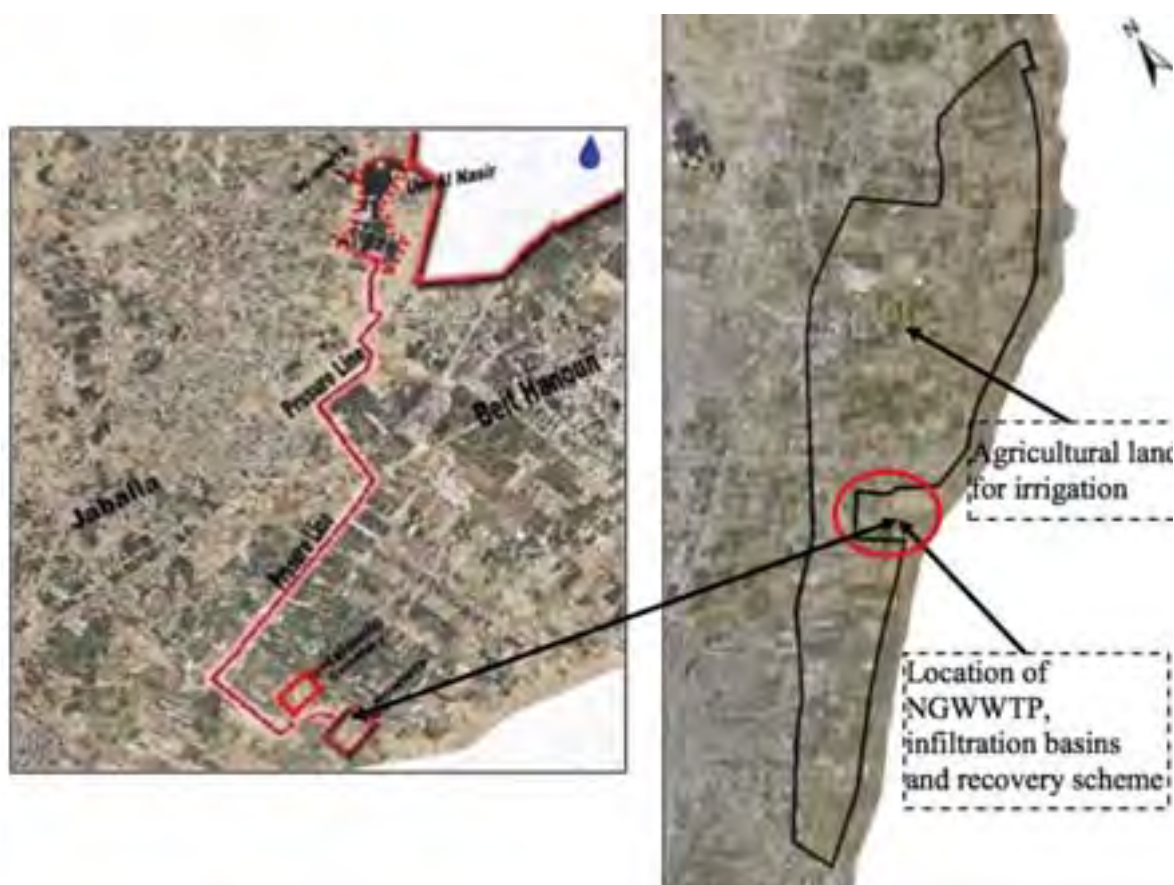 Um Al Nasir
Pressure Line
Beit Hanoun
Jabalia
Pressure Line
N
Agricultural land
for irrigation
Location of
NGWWTP,
infiltration basins
and recovery scheme